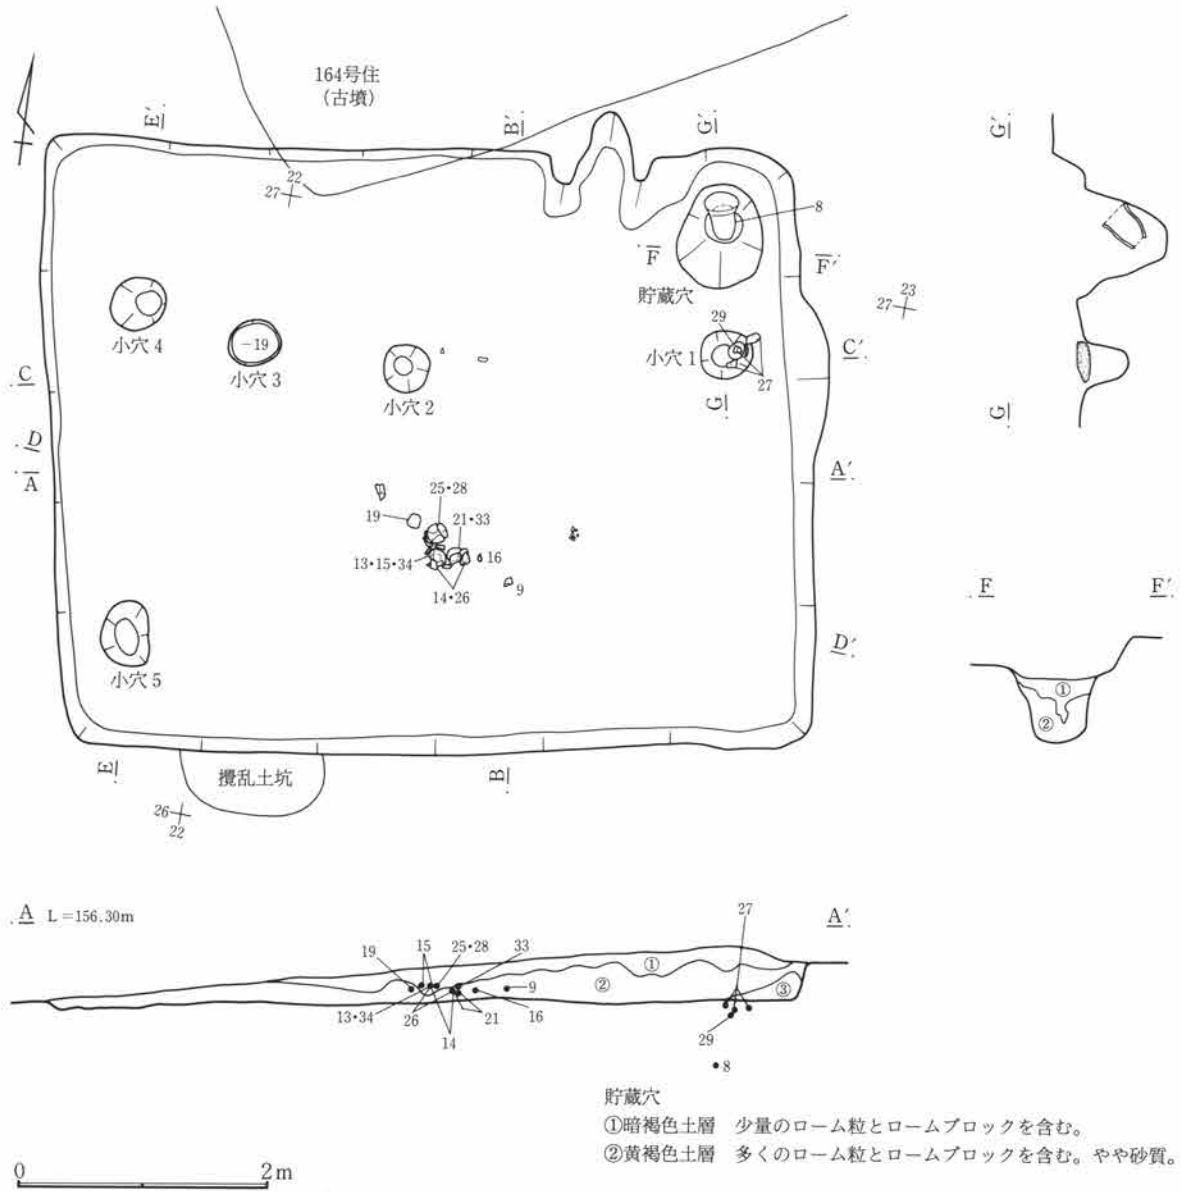 164号住
(古墳)
E′
B′
G′
G′
22
27
8
F
F′
貯蔵穴
23
27
29
小穴4
-19
小穴1
C′
小穴3
小穴2
27
C
G
G
D
A
A′
25・28
19
21・33
13・15・34
16
14・26
9
F
F′
D′
小穴5
①
②
E
攪乱土坑
B
26
22
A L=156.30m
A′
27
19
15
25・28
33
①
②
③
9
13・34
26
21
16
14
29
8
貯蔵穴
①暗褐色土層 少量のローム粒とロームブロックを含む。
②黄褐色土層 多くのローム粒とロームブロックを含む。やや砂質。
0 2m